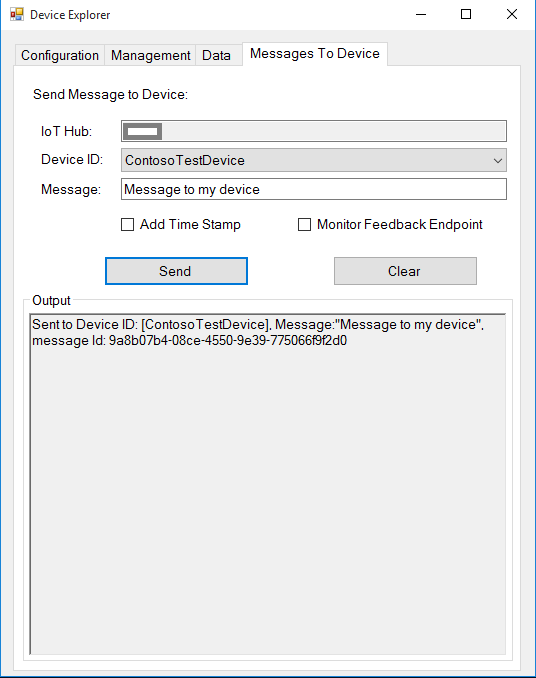 Device Explorer
Configuration Management Data Messages To Device
Send Message to Device:
IoT Hub:
Device ID: ContosoTestDevice
Message: Message to my device
Add Time Stamp Monitor Feedback Endpoint
Send Clear
Output
Sent to Device ID: [ContosoTestDevice], Message:"Message to my device",
message Id: 9a8b07b4-08ce-4550-9e39-775066f9f2d0